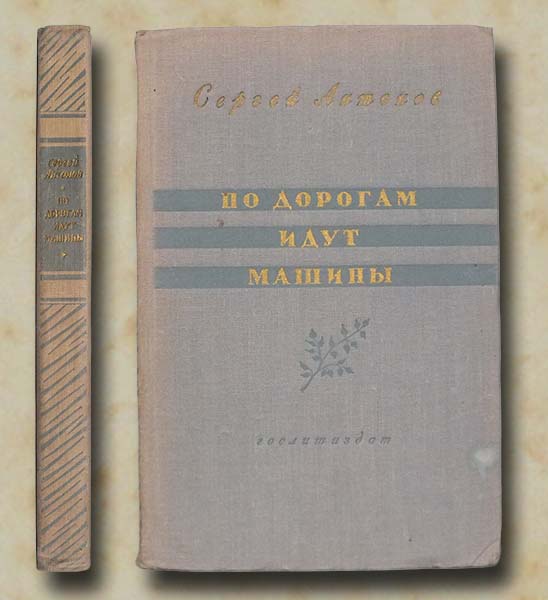 Сергей
Антонов
ПО
ДОРОГАМ
ИДУТ
МАШИНЫ
Сергей Антонов
ПО ДОРОГАМ
ИДУТ
МАШИНЫ
гослитиздат